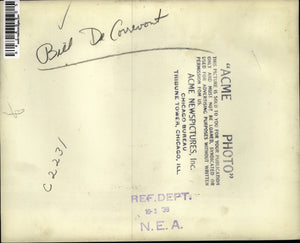 Bill De Correvont
"ACME PHOTO"
THIS PICTURE IS SOLD TO YOU FOR YOUR PUBLICATION
ONLY AND MUST NOT BE LOANED, SYNDICATED OR
USED FOR ADVERTISING PURPOSES WITHOUT WRITTEN
PERMISSION FROM US.
ACME NEWSPICTURES, Inc.
CHICAGO BUREAU
TRIBUNE TOWER, CHICAGO, ILL.
C2231
REF. DEPT.
N. E. A.